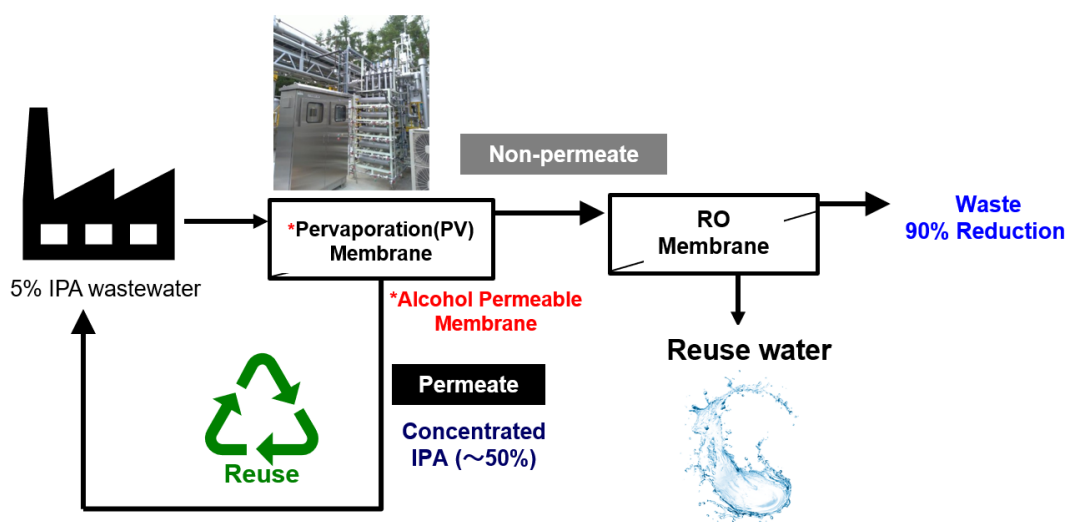 Non-permeate
*Pervaporation(PV)
Membrane
RO
Membrane
Waste
90% Reduction
5% IPA wastewater
*Alcohol Permeable
Membrane
Reuse water
Permeate
Concentrated
IPA (～50%)
Reuse